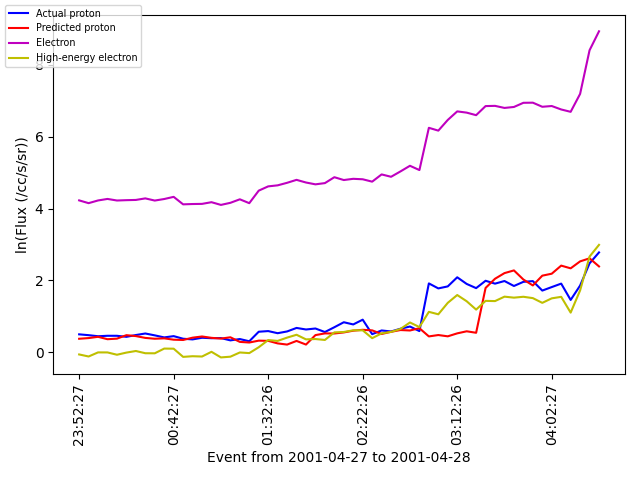 Actual proton
Predicted proton
Electron
High-energy electron
8
6
4
2
0
ln(Flux (/cc/s/sr))
23:52:27
00:42:27
01:32:26
02:22:26
03:12:26
04:02:27
Event from 2001-04-27 to 2001-04-28